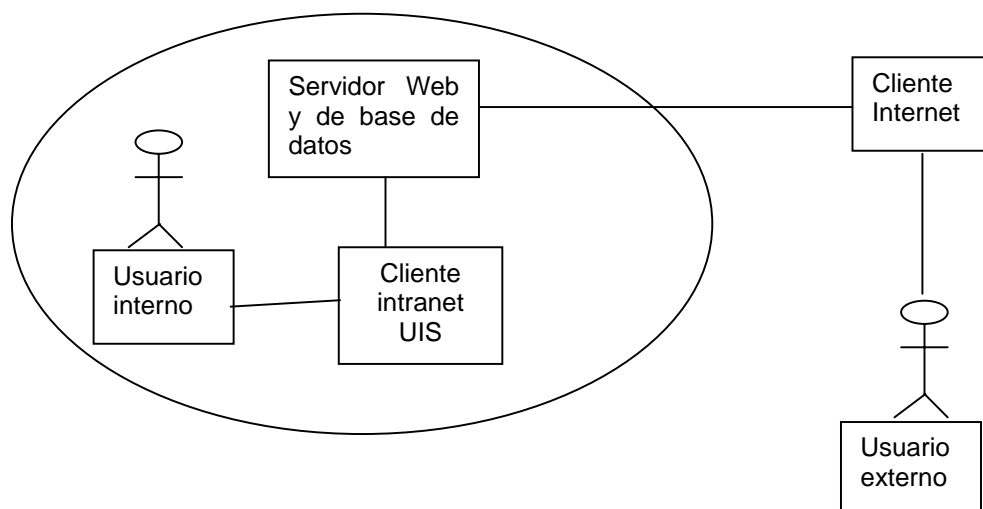 Servidor Web
y de base de
datos
Cliente
Internet
Usuario
interno
Cliente
intranet
UIS
Usuario
externo